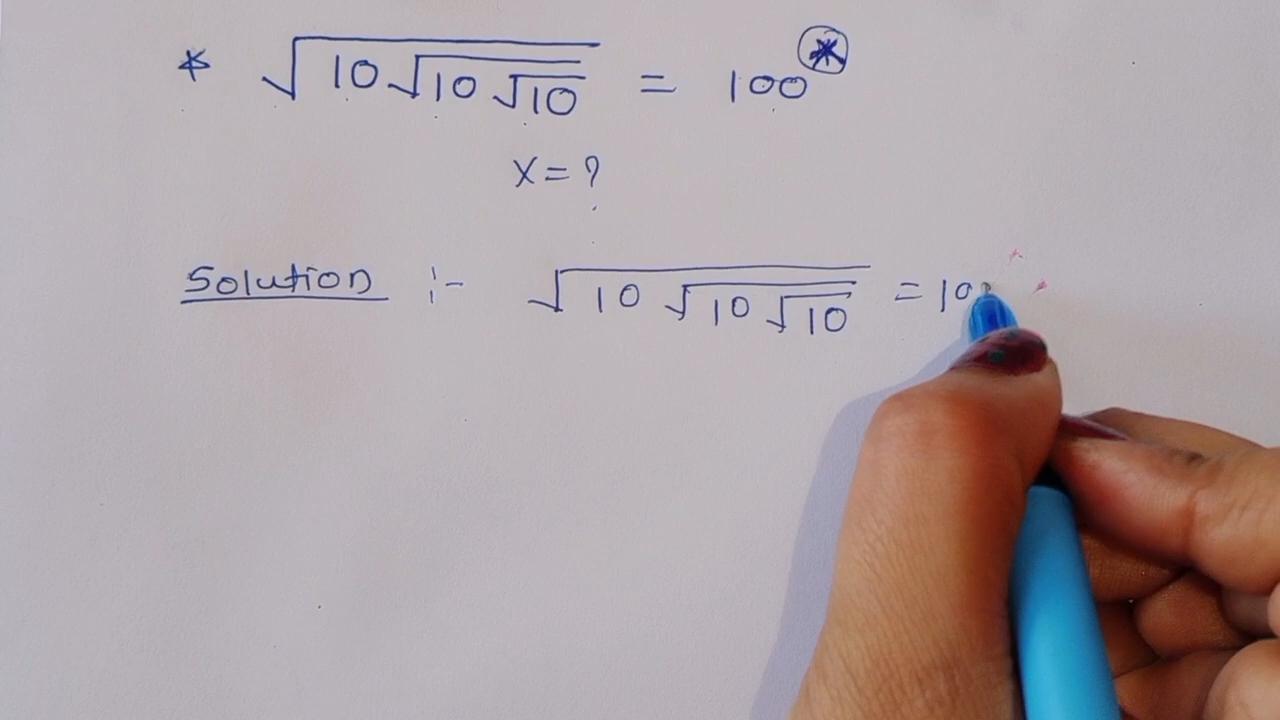 * √10√10√10 = 100^x
x = ?
Solution :- √10√10√10 = 10